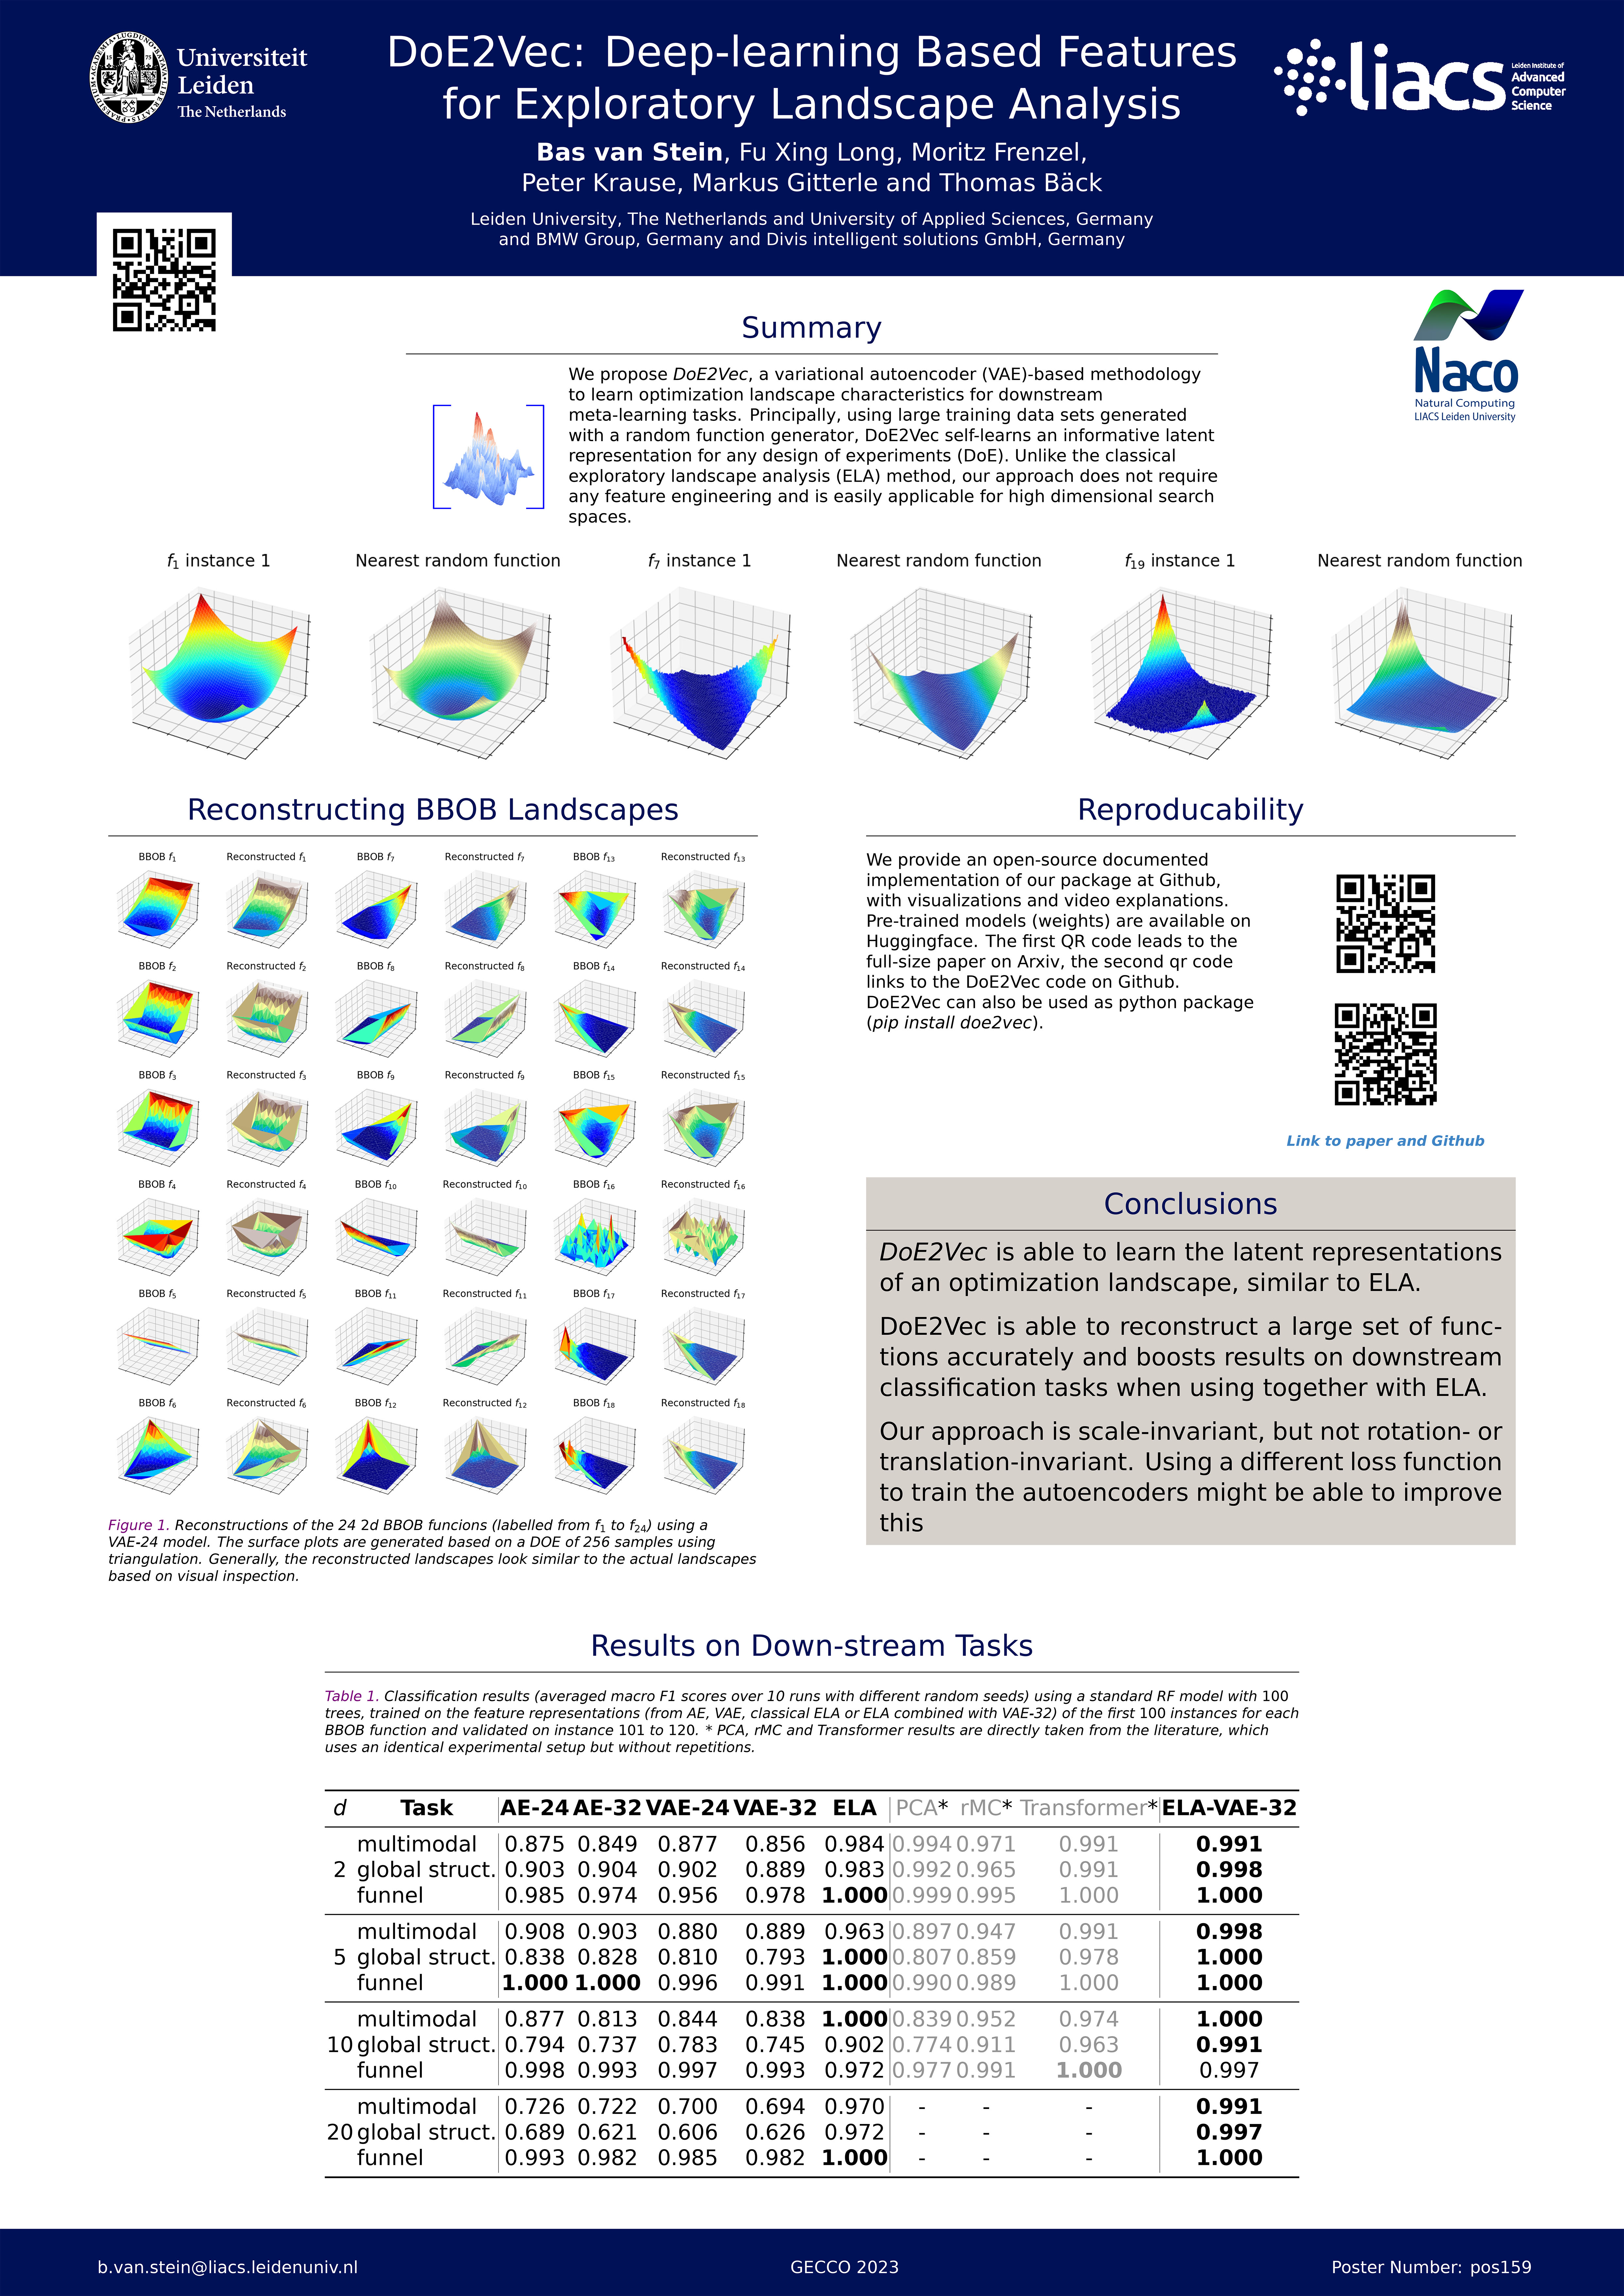 Universiteit
Leiden
The Netherlands
DoE2Vec: Deep-learning Based Features
for Exploratory Landscape Analysis
Bas van Stein, Fu Xing Long, Moritz Frenzel,
Peter Krause, Markus Gitterle and Thomas Bäck
Leiden University, The Netherlands and University of Applied Sciences, Germany
and BMW Group, Germany and Divis intelligent solutions GmbH, Germany
liacs
Leiden Institute of
Advanced
Computer
Science
Naco
Natural Computing
LIACS Leiden University
Summary
We propose DoE2Vec, a variational autoencoder (VAE)-based methodology
to learn optimization landscape characteristics for downstream
meta-learning tasks. Principally, using large training data sets generated
with a random function generator, DoE2Vec self-learns an informative latent
representation for any design of experiments (DoE). Unlike the classical
exploratory landscape analysis (ELA) method, our approach does not require
any feature engineering and is easily applicable for high dimensional search
spaces.
f1 instance 1 Nearest random function f7 instance 1 Nearest random function f19 instance 1 Nearest random function
Reconstructing BBOB Landscapes
BBOB f1 Reconstructed f1 BBOB f7 Reconstructed f7 BBOB f13 Reconstructed f13
BBOB f2 Reconstructed f2 BBOB f8 Reconstructed f8 BBOB f14 Reconstructed f14
BBOB f3 Reconstructed f3 BBOB f9 Reconstructed f9 BBOB f15 Reconstructed f15
BBOB f4 Reconstructed f4 BBOB f10 Reconstructed f10 BBOB f16 Reconstructed f16
BBOB f5 Reconstructed f5 BBOB f11 Reconstructed f11 BBOB f17 Reconstructed f17
BBOB f6 Reconstructed f6 BBOB f12 Reconstructed f12 BBOB f18 Reconstructed f18
Figure 1. Reconstructions of the 24 2d BBOB funcions (labelled from f1 to f24) using a
VAE-24 model. The surface plots are generated based on a DOE of 256 samples using
triangulation. Generally, the reconstructed landscapes look similar to the actual landscapes
based on visual inspection.
Reproducability
We provide an open-source documented
implementation of our package at Github,
with visualizations and video explanations.
Pre-trained models (weights) are available on
Huggingface. The first QR code leads to the
full-size paper on Arxiv, the second qr code
links to the DoE2Vec code on Github.
DoE2Vec can also be used as python package
(pip install doe2vec).
Link to paper and Github
Conclusions
DoE2Vec is able to learn the latent representations
of an optimization landscape, similar to ELA.
DoE2Vec is able to reconstruct a large set of func-
tions accurately and boosts results on downstream
classification tasks when using together with ELA.
Our approach is scale-invariant, but not rotation- or
translation-invariant. Using a different loss function
to train the autoencoders might be able to improve
this
Results on Down-stream Tasks
Table 1. Classification results (averaged macro F1 scores over 10 runs with different random seeds) using a standard RF model with 100
trees, trained on the feature representations (from AE, VAE, classical ELA or ELA combined with VAE-32) of the first 100 instances for each
BBOB function and validated on instance 101 to 120. * PCA, rMC and Transformer results are directly taken from the literature, which
uses an identical experimental setup but without repetitions.
d Task AE-24 AE-32 VAE-24 VAE-32 ELA PCA* rMC* Transformer* ELA-VAE-32
multimodal 0.875 0.849 0.877 0.856 0.984 0.994 0.971 0.991 0.991
2 global struct. 0.903 0.904 0.902 0.889 0.983 0.992 0.965 0.991 0.998
funnel 0.985 0.974 0.956 0.978 1.000 0.999 0.995 1.000 1.000
multimodal 0.908 0.903 0.880 0.889 0.963 0.897 0.947 0.991 0.998
5 global struct. 0.838 0.828 0.810 0.793 1.000 0.807 0.859 0.978 1.000
funnel 1.000 1.000 0.996 0.991 1.000 0.990 0.989 1.000 1.000
multimodal 0.877 0.813 0.844 0.838 1.000 0.839 0.952 0.974 1.000
10 global struct. 0.794 0.737 0.783 0.745 0.902 0.774 0.911 0.963 0.991
funnel 0.998 0.993 0.997 0.993 0.972 0.977 0.991 1.000 0.997
multimodal 0.726 0.722 0.700 0.694 0.970 - - - 0.991
20 global struct. 0.689 0.621 0.606 0.626 0.972 - - - 0.997
funnel 0.993 0.982 0.985 0.982 1.000 - - - 1.000
b.van.stein@liacs.leidenuniv.nl
GECCO 2023
Poster Number: pos159